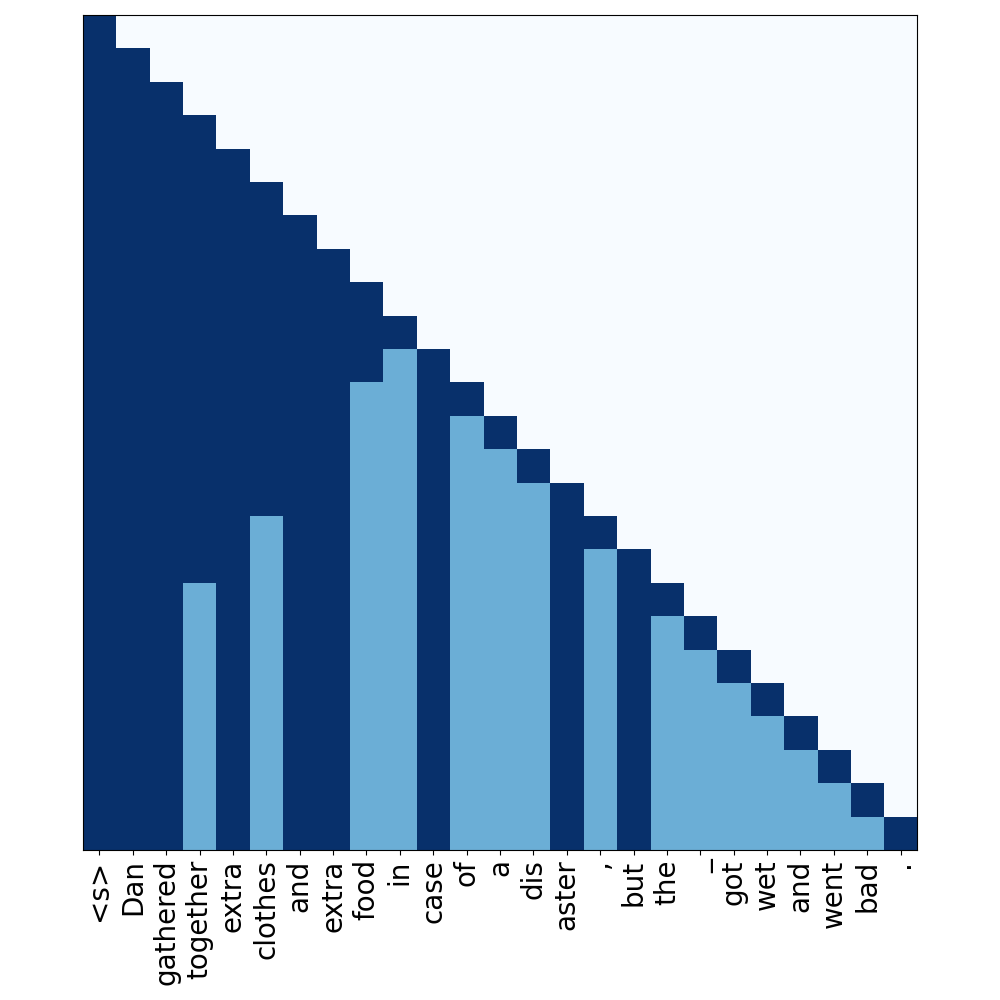 <s> Dan gathered together extra clothes and extra food in case of a dis aster , but the _ got wet and went bad .